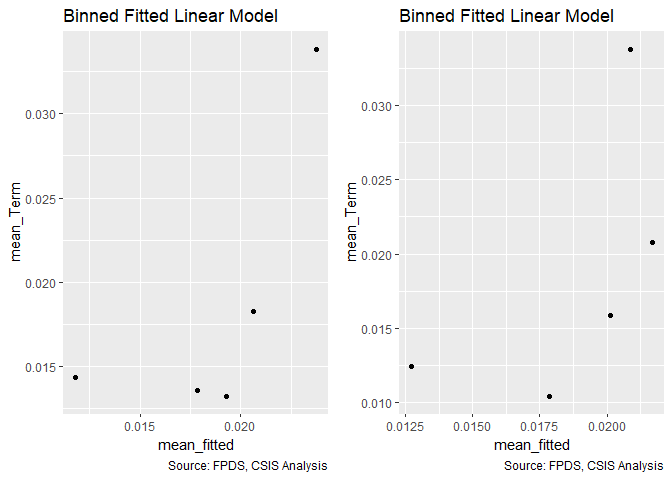 Binned Fitted Linear Model
mean_Term
0.030
0.025
0.020
0.015
0.015
0.020
mean_fitted
Source: FPDS, CSIS Analysis
Binned Fitted Linear Model
mean_Term
0.030
0.025
0.020
0.015
0.010
0.0125
0.0150
0.0175
0.0200
mean_fitted
Source: FPDS, CSIS Analysis